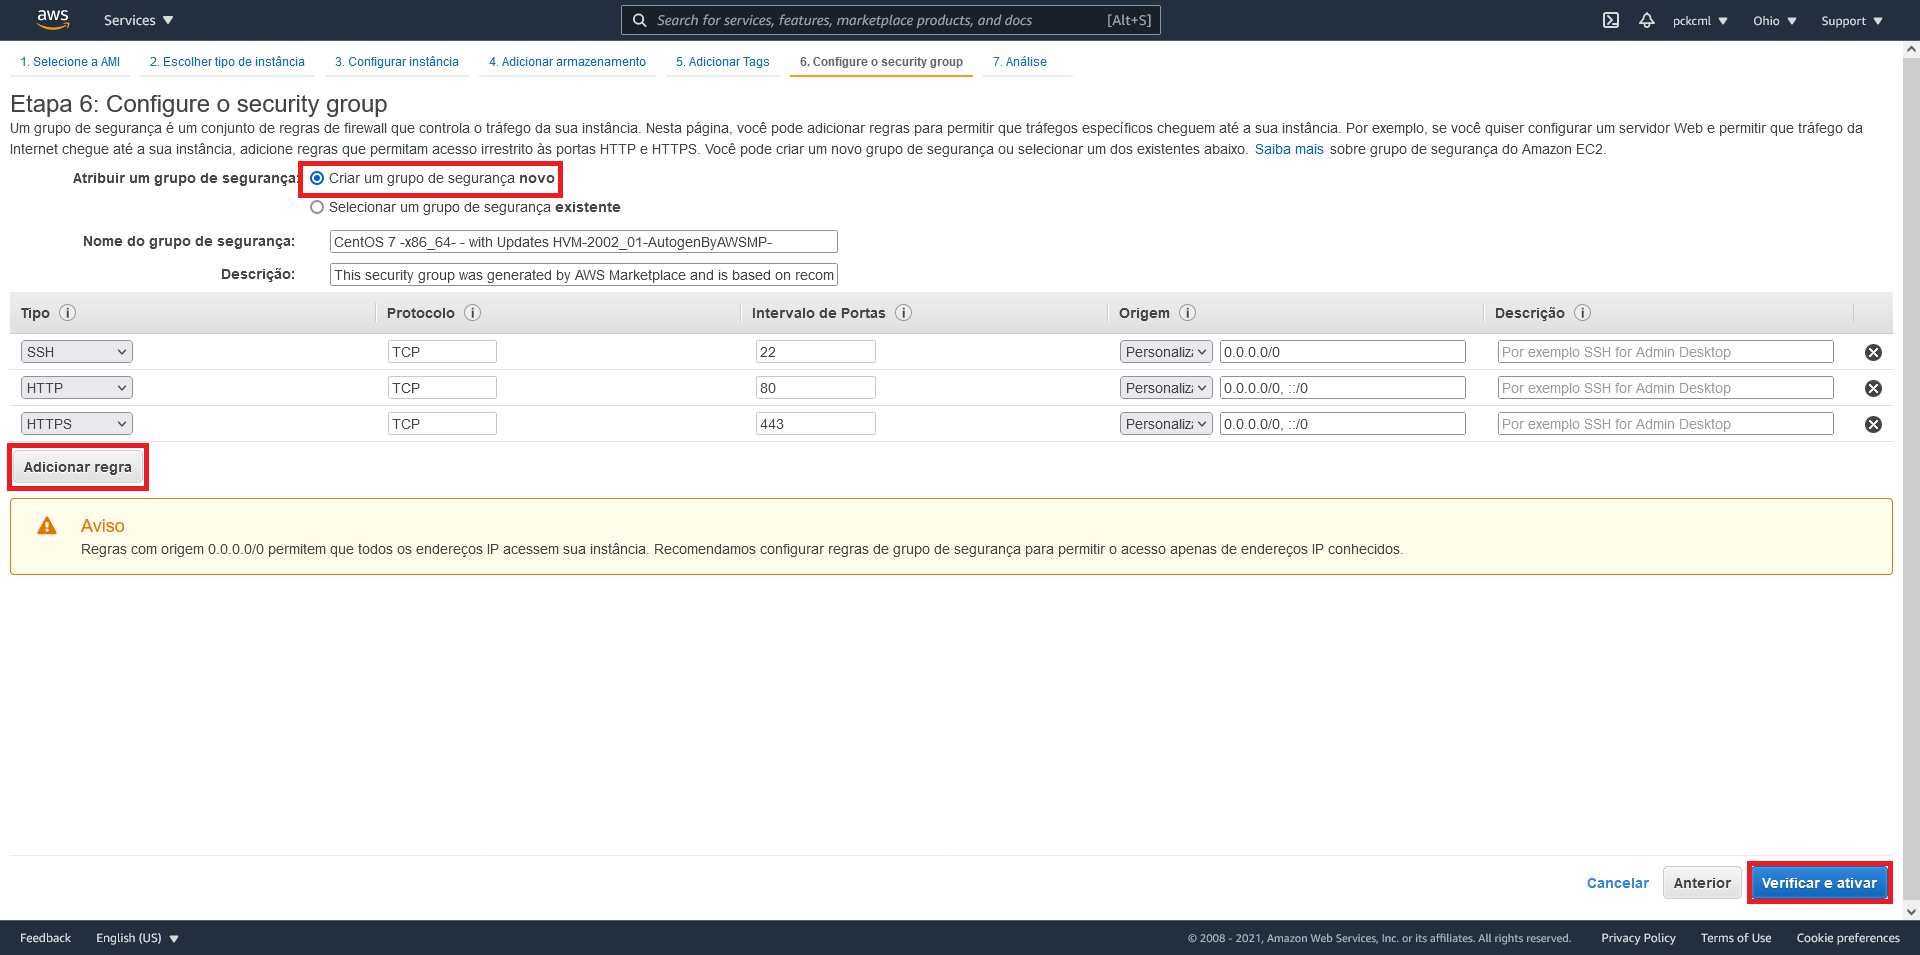 aws Services Search for services, features, marketplace products, and docs [Alt+S] pckcml Ohio Support
1. Selecione a AMI 2. Escolher tipo de instância 3. Configurar instância 4. Adicionar armazenamento 5. Adicionar Tags 6. Configure o security group 7. Análise
Etapa 6: Configure o security group
Um grupo de segurança é um conjunto de regras de firewall que controla o tráfego da sua instância. Nesta página, você pode adicionar regras para permitir que tráfegos específicos cheguem até a sua instância. Por exemplo, se você quiser configurar um servidor Web e permitir que tráfego da
Internet chegue até a sua instância, adicione regras que permitam acesso irrestrito às portas HTTP e HTTPS. Você pode criar um novo grupo de segurança ou selecionar um dos existentes abaixo. Saiba mais sobre grupo de segurança do Amazon EC2.
Atribuir um grupo de segurança: Criar um grupo de segurança novo
Selecionar um grupo de segurança existente
Nome do grupo de segurança: CentOS 7 -x86_64- - with Updates HVM-2002_01-AutogenByAWSMP-
Descrição: This security group was generated by AWS Marketplace and is based on recom
Tipo i Protocolo i Intervalo de Portas i Origem i Descrição i
SSH TCP 22 Personaliza 0.0.0.0/0 Por exemplo SSH for Admin Desktop
HTTP TCP 80 Personaliza 0.0.0.0/0, ::/0 Por exemplo SSH for Admin Desktop
HTTPS TCP 443 Personaliza 0.0.0.0/0, ::/0 Por exemplo SSH for Admin Desktop
Adicionar regra
Aviso
Regras com origem 0.0.0.0/0 permitem que todos os endereços IP acessem sua instância. Recomendamos configurar regras de grupo de segurança para permitir o acesso apenas de endereços IP conhecidos.
Cancelar Anterior Verificar e ativar
Feedback English (US) © 2008 - 2021, Amazon Web Services, Inc. or its affiliates. All rights reserved. Privacy Policy Terms of Use Cookie preferences